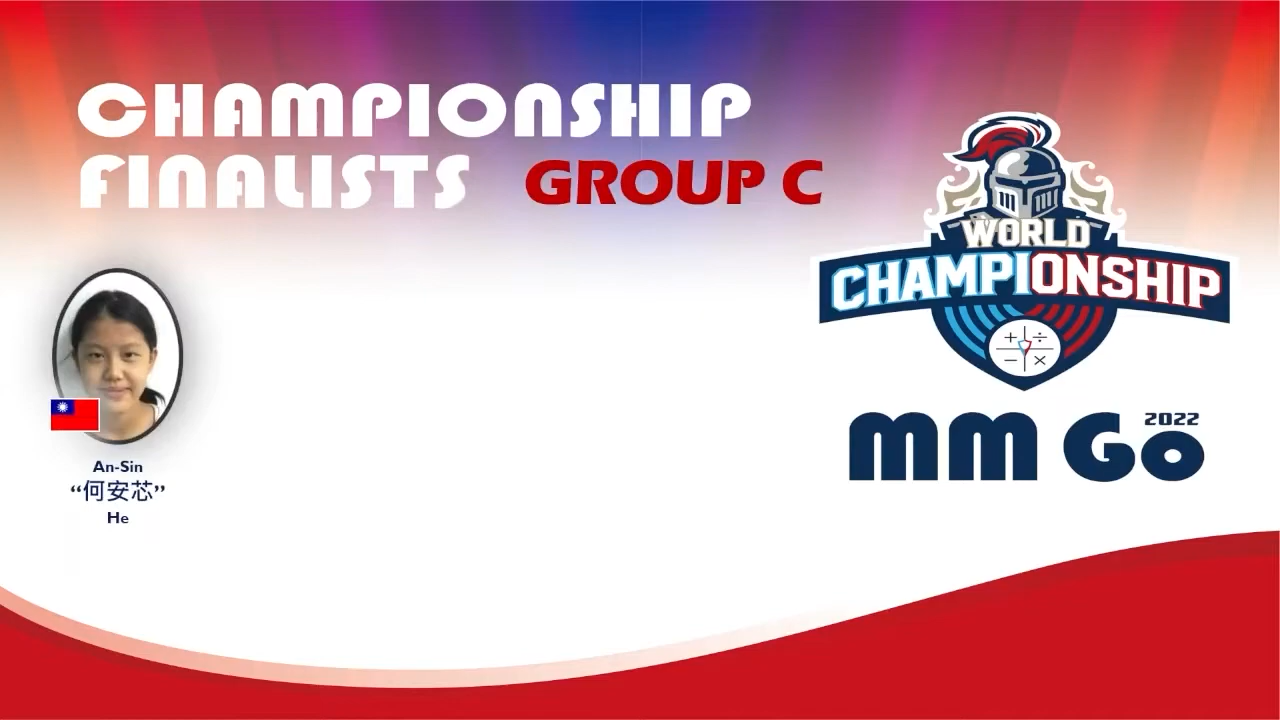 CHAMPIONSHIP
FINALISTS GROUP C
WORLD
CHAMPIONSHIP
+ ÷
− ×
MM GO 2022
An-Sin
“何安芯”
He